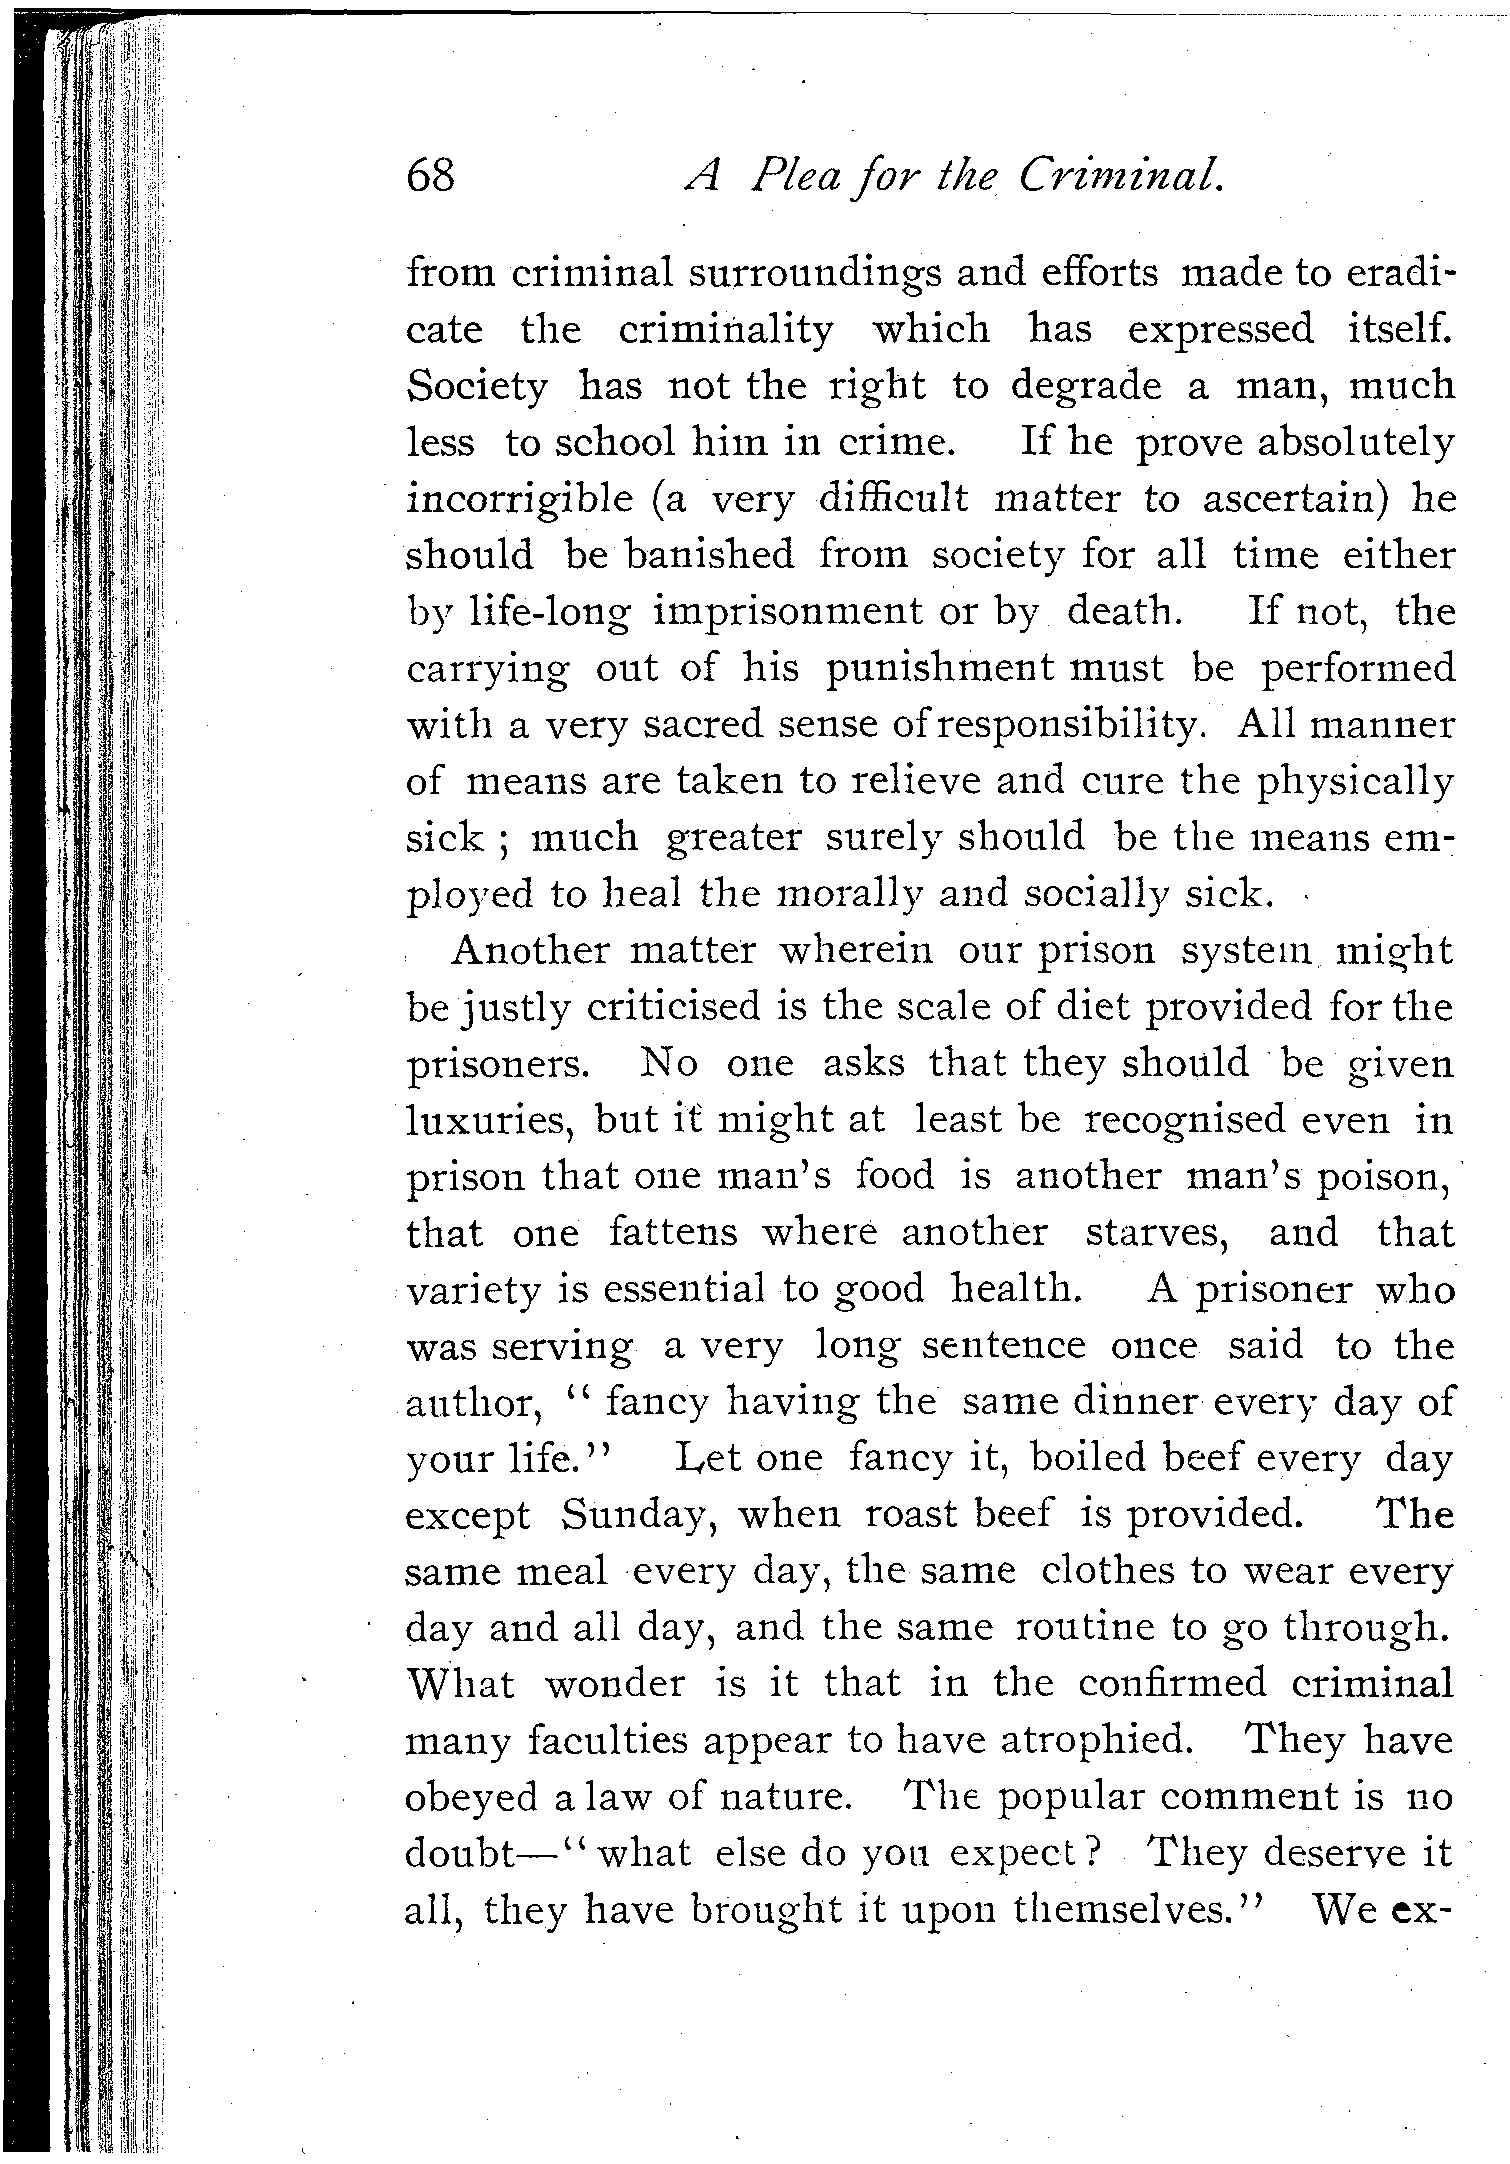 68 A Plea for the Criminal.
from criminal surroundings and efforts made to eradi-
cate the criminality which has expressed itself.
Society has not the right to degrade a man, much
less to school him in crime. If he prove absolutely
incorrigible (a very difficult matter to ascertain) he
should be banished from society for all time either
by life-long imprisonment or by death. If not, the
carrying out of his punishment must be performed
with a very sacred sense of responsibility. All manner
of means are taken to relieve and cure the physically
sick ; much greater surely should be the means em-
ployed to heal the morally and socially sick.
Another matter wherein our prison system might
be justly criticised is the scale of diet provided for the
prisoners. No one asks that they should be given
luxuries, but it might at least be recognised even in
prison that one man's food is another man's poison,
that one fattens where another starves, and that
variety is essential to good health. A prisoner who
was serving a very long sentence once said to the
author, " fancy having the same dinner every day of
your life." Let one fancy it, boiled beef every day
except Sunday, when roast beef is provided. The
same meal every day, the same clothes to wear every
day and all day, and the same routine to go through.
What wonder is it that in the confirmed criminal
many faculties appear to have atrophied. They have
obeyed a law of nature. The popular comment is no
doubt—" what else do you expect ? They deserve it
all, they have brought it upon themselves." We ex-